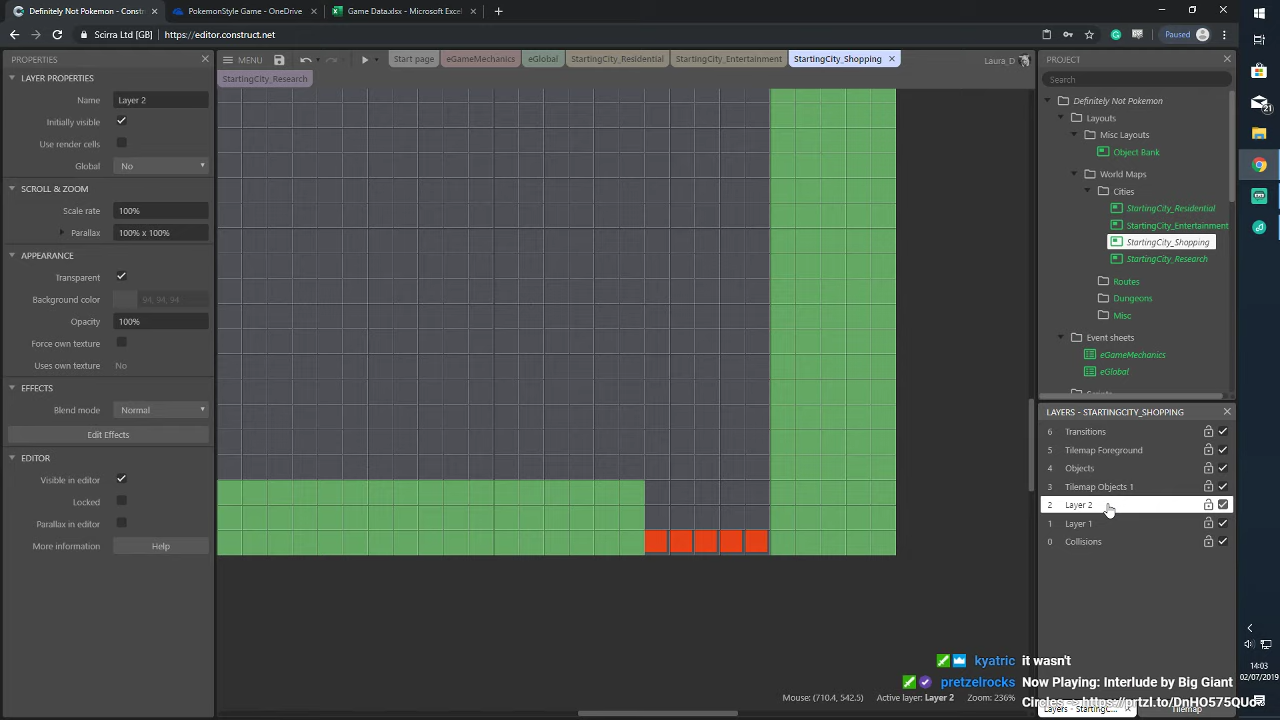 Definitely Not Pokemon - Constr
PokemonStyle Game - OneDrive
Game Data.xlsx - Microsoft Excel
Scirra Ltd [GB] | https://editor.construct.net
Paused
PROPERTIES
MENU
Start page
eGameMechanics
eGlobal
StartingCity_Residential
StartingCity_Entertainment
StartingCity_Shopping
Laura_D
StartingCity_Research
LAYER PROPERTIES
Name Layer 2
Initially visible
Use render cells
Global No
SCROLL & ZOOM
Scale rate 100%
Parallax 100% x 100%
APPEARANCE
Transparent
Background color 94, 94, 94
Opacity 100%
Force own texture
Uses own texture No
EFFECTS
Blend mode Normal
Edit Effects
EDITOR
Visible in editor
Locked
Parallax in editor
More information Help
PROJECT
Search
Definitely Not Pokemon
Layouts
Misc Layouts
Object Bank
World Maps
Cities
StartingCity_Residential
StartingCity_Entertainment
StartingCity_Shopping
StartingCity_Research
Routes
Dungeons
Misc
Event sheets
eGameMechanics
eGlobal
LAYERS - STARTINGCITY_SHOPPING
6 Transitions
5 Tilemap Foreground
4 Objects
3 Tilemap Objects 1
2 Layer 2
1 Layer 1
0 Collisions
kyatric it wasn't
pretzelrocks Now Playing: Interlude by Big Giant
Circles => https://prtzl.to/DnHO575QUo
Mouse: (710.4, 542.5) Active layer: Layer 2 Zoom: 236%
Layers - StartingC...
Tilemap
14:03
02/07/2019